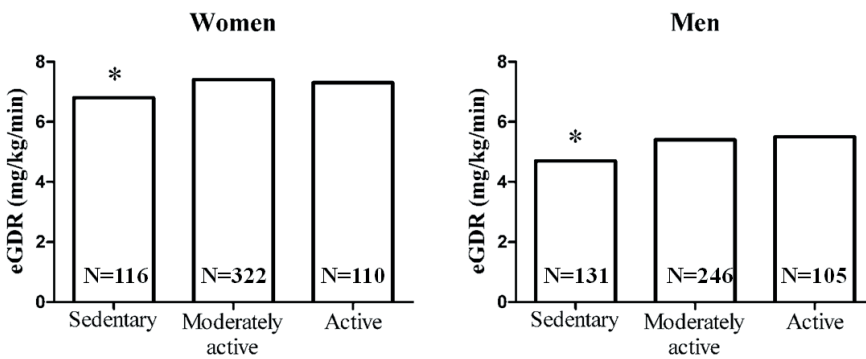 Women
eGDR (mg/kg/min)
8
6
4
2
0
*
N=116
N=322
N=110
Sedentary
Moderately
active
Active
Men
eGDR (mg/kg/min)
8
6
4
2
0
*
N=131
N=246
N=105
Sedentary
Moderately
active
Active